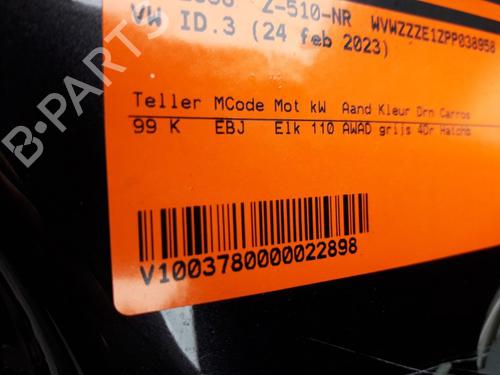 Z-510-NR WVWZZZE1ZPP038958
VW ID.3 (24 feb 2023)
Teller MCode Mot kW Aand Kleur Drn Carros
99 K EBJ Elk 110 AWAD grijs 4Dr Hatchb
V1003780000022898
B-PARTS